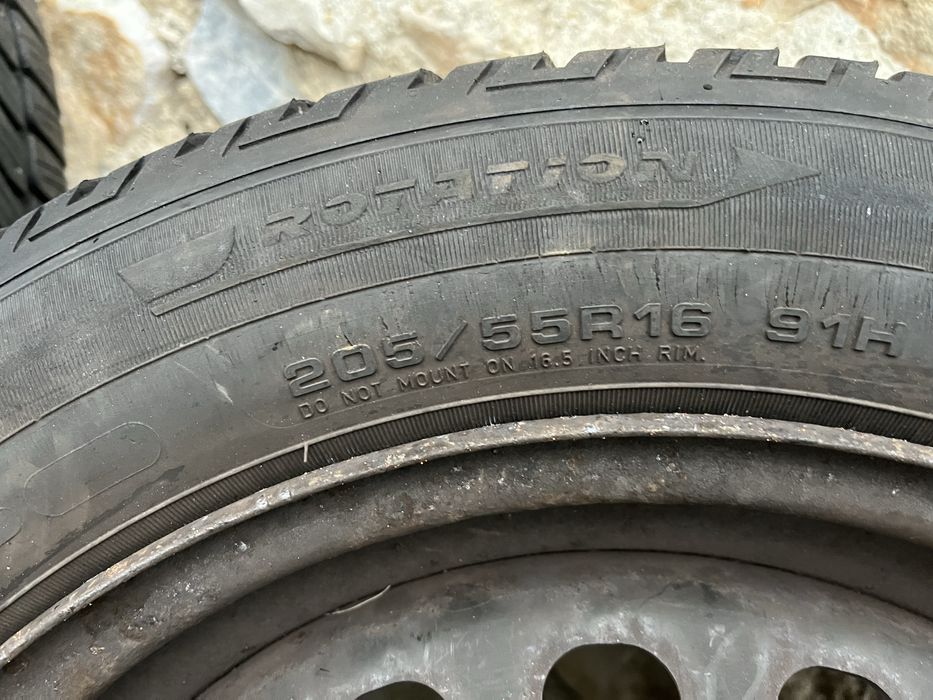 ROTATION
205/55R16 91H
DO NOT MOUNT ON 16.5 INCH RIM.